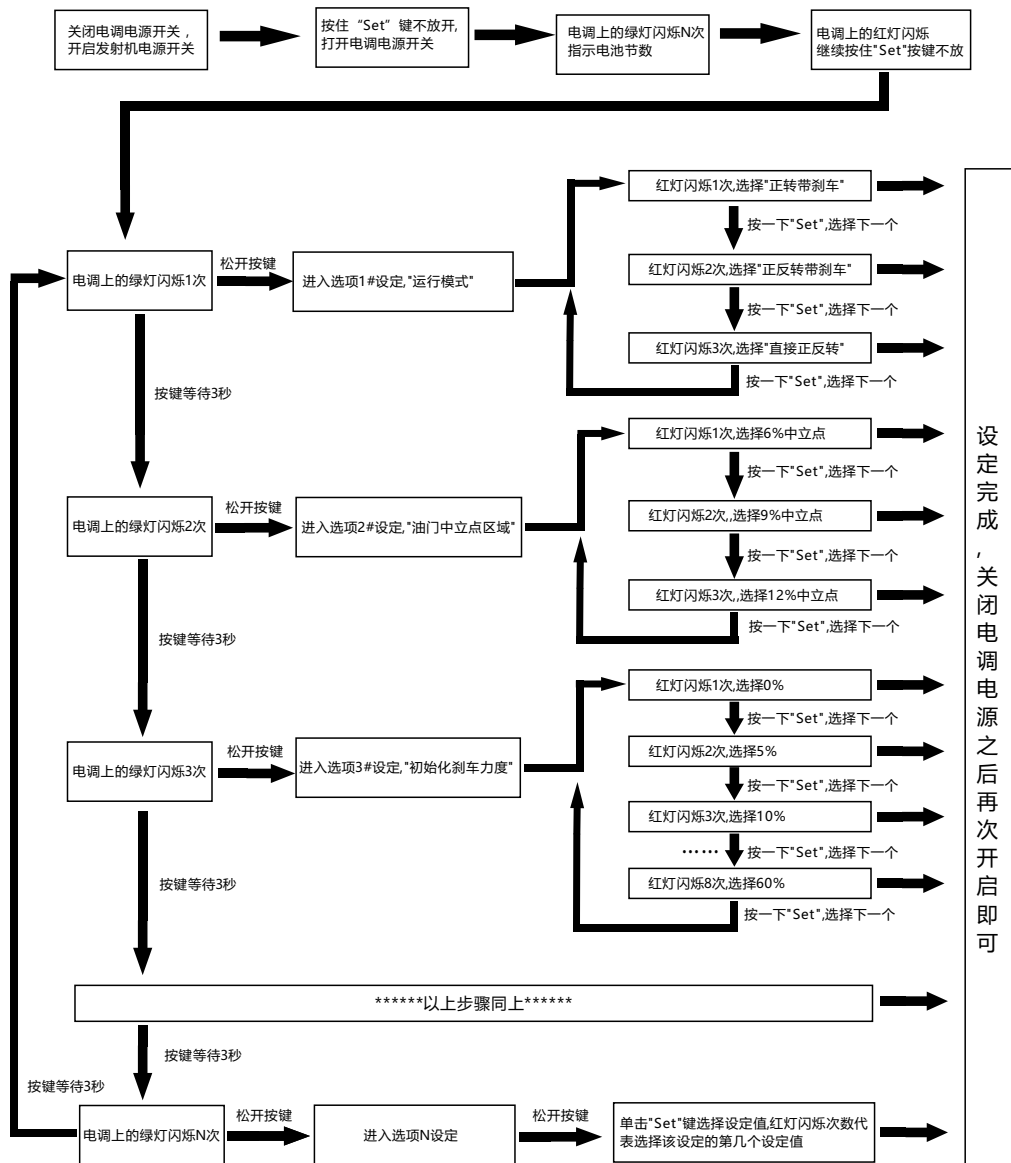 关闭电调电源开关，
开启发射机电源开关
按住“Set”键不放开,
打开电调电源开关
电调上的绿灯闪烁N次
指示电池节数
电调上的红灯闪烁
继续按住"Set"按键不放
电调上的绿灯闪烁1次
松开按键
进入选项1#设定,"运行模式"
红灯闪烁1次,选择"正转带刹车"
按一下"Set",选择下一个
红灯闪烁2次,选择"正反转带刹车"
按一下"Set",选择下一个
红灯闪烁3次,选择"直接正反转"
按一下"Set",选择下一个
按键等待3秒
电调上的绿灯闪烁2次
松开按键
进入选项2#设定,"油门中立点区域"
红灯闪烁1次,选择6%中立点
按一下"Set",选择下一个
红灯闪烁2次,,选择9%中立点
按一下"Set",选择下一个
红灯闪烁3次,,选择12%中立点
按一下"Set",选择下一个
按键等待3秒
电调上的绿灯闪烁3次
松开按键
进入选项3#设定,"初始化刹车力度"
红灯闪烁1次,选择0%
按一下"Set",选择下一个
红灯闪烁2次,选择5%
按一下"Set",选择下一个
红灯闪烁3次,选择10%
……
按一下"Set",选择下一个
红灯闪烁8次,选择60%
按一下"Set",选择下一个
按键等待3秒
******以上步骤同上******
按键等待3秒
按键等待3秒
电调上的绿灯闪烁N次
松开按键
进入选项N设定
松开按键
单击"Set"键选择设定值,红灯闪烁次数代
表选择该设定的第几个设定值
设定完成,关闭电调电源之后再次开启即可